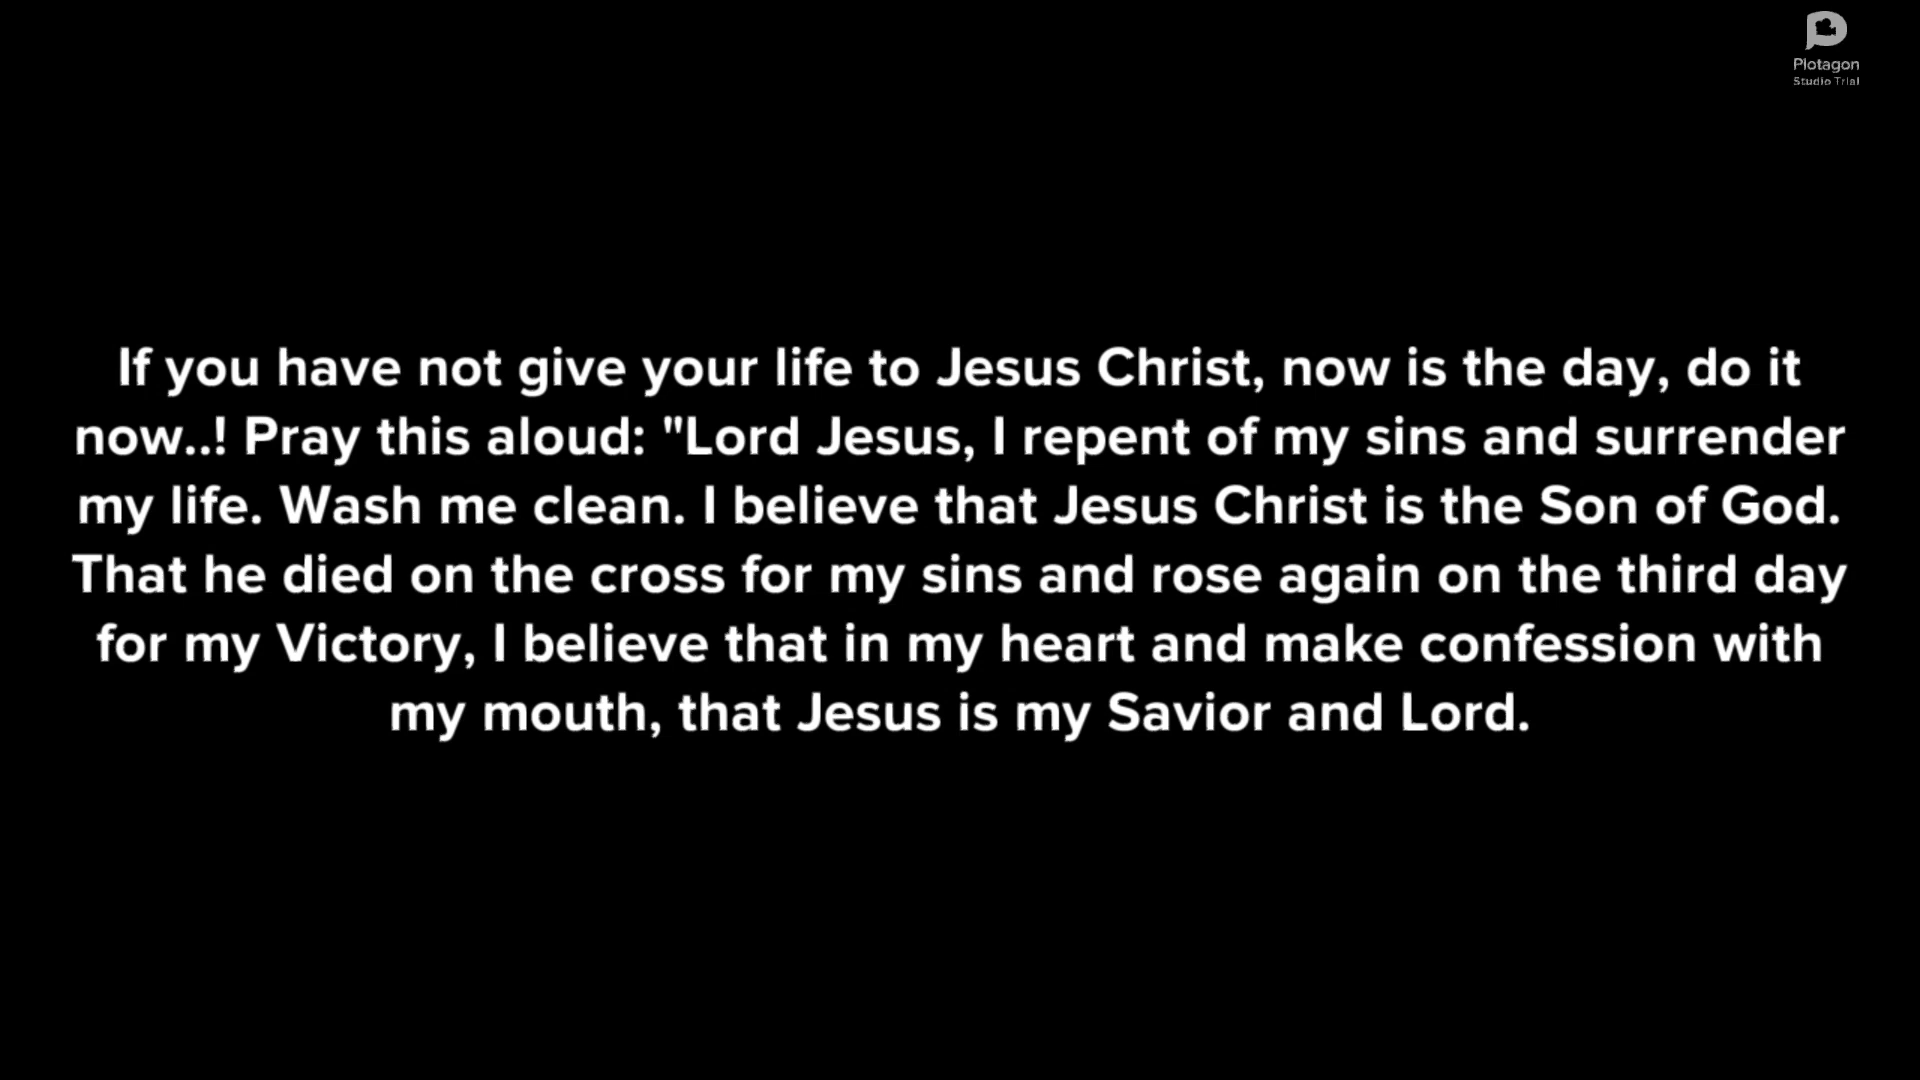 Plotagon
Studio Trial
If you have not give your life to Jesus Christ, now is the day, do it
now..! Pray this aloud: "Lord Jesus, I repent of my sins and surrender
my life. Wash me clean. I believe that Jesus Christ is the Son of God.
That he died on the cross for my sins and rose again on the third day
for my Victory, I believe that in my heart and make confession with
my mouth, that Jesus is my Savior and Lord.